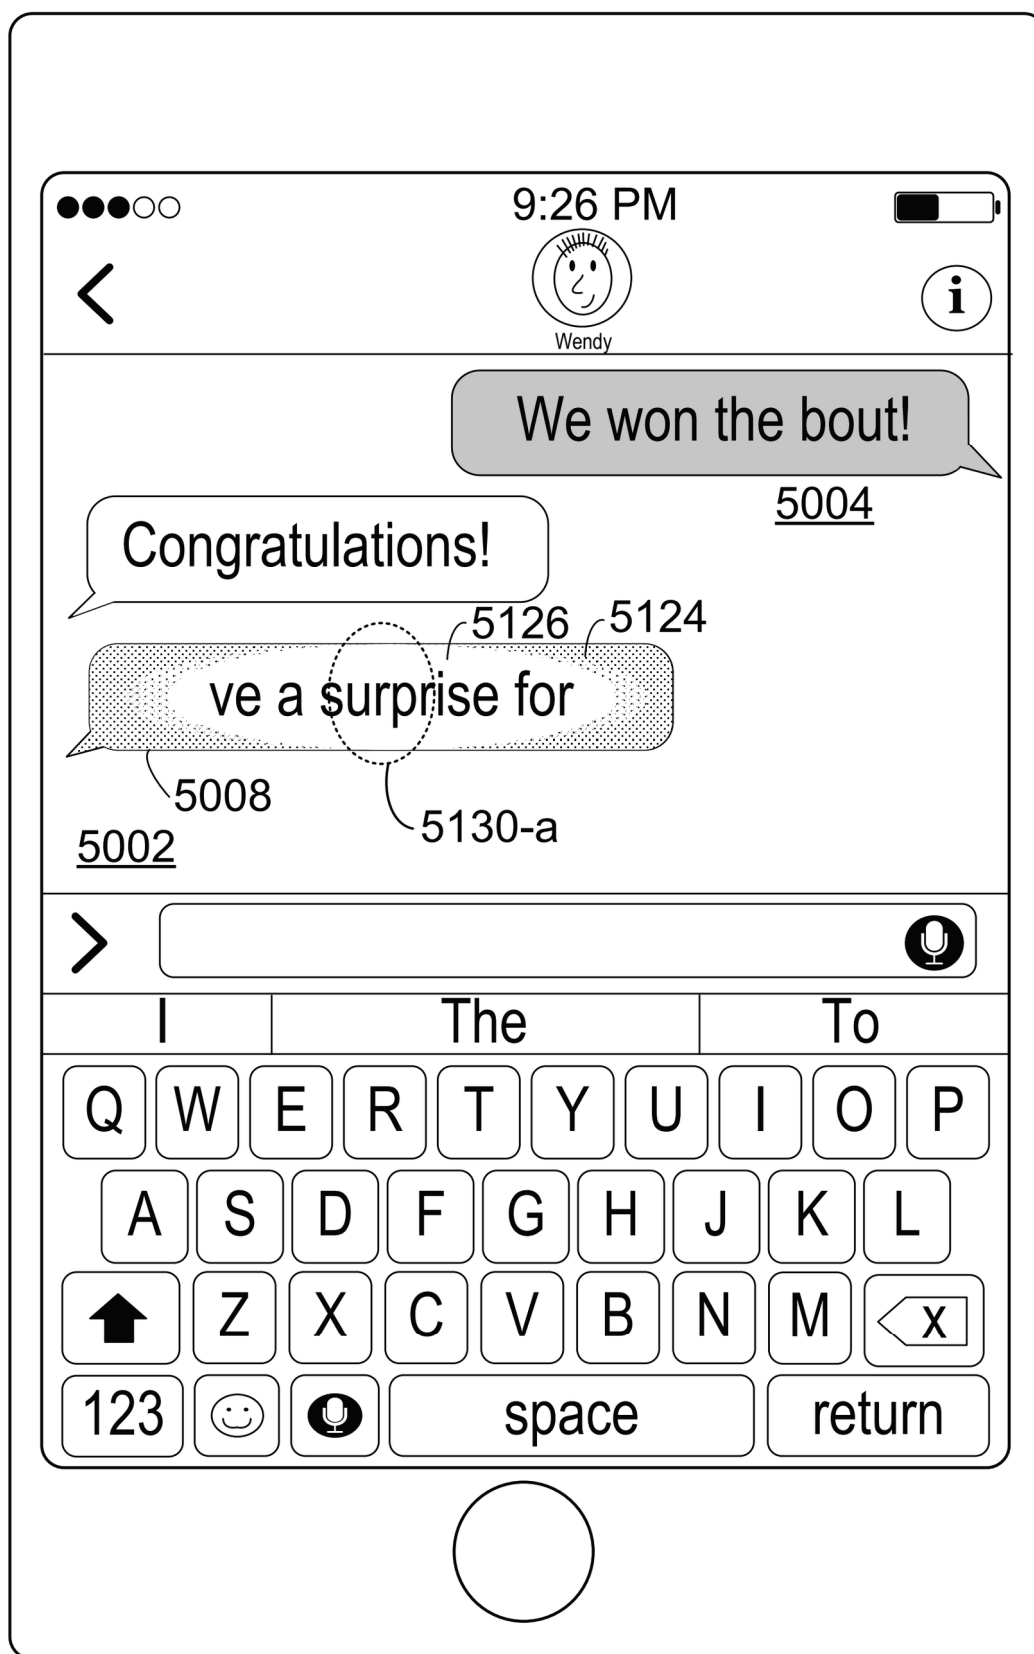 9:26 PM
i
Wendy
We won the bout!
5004
Congratulations!
5126 5124
ve a surprise for
5008
5130-a
5002
I The To
Q W E R T Y U I O P
A S D F G H J K L
Z X C V B N M X
123 space return